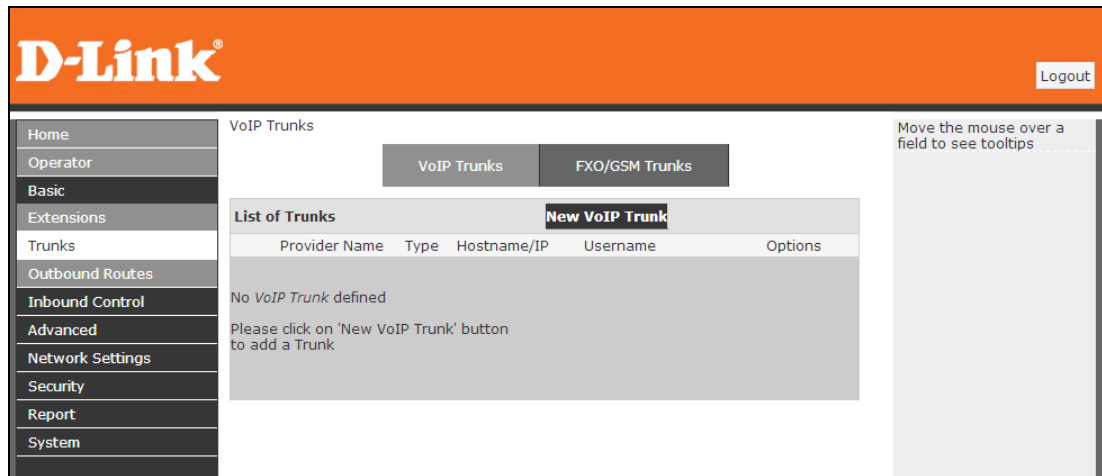 D-Link®
Logout
Home
Operator
Basic
Extensions
Trunks
Outbound Routes
Inbound Control
Advanced
Network Settings
Security
Report
System
VoIP Trunks
VoIP Trunks FXO/GSM Trunks
List of Trunks New VoIP Trunk
Provider Name Type Hostname/IP Username Options
No VoIP Trunk defined
Please click on 'New VoIP Trunk' button
to add a Trunk
Move the mouse over a
field to see tooltips